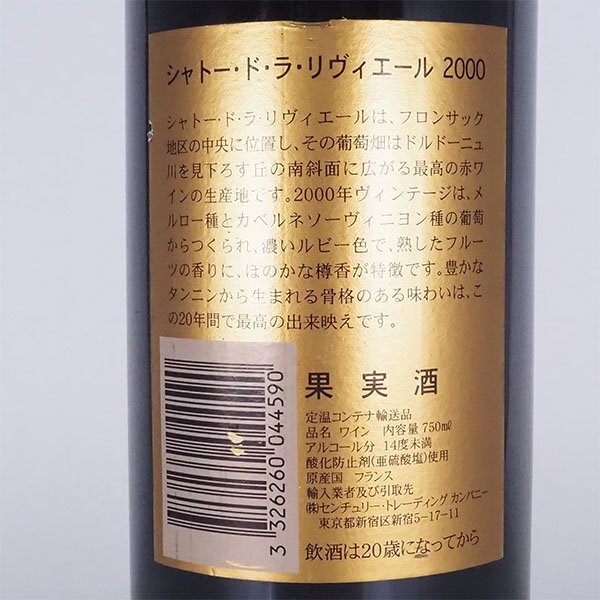 シャトー・ド・ラ・リヴィエール 2000
シャトー・ド・ラ・リヴィエールは、フロンサック
地区の中央に位置し、その葡萄畑はドルドーニュ
川を見下ろす丘の南斜面に広がる最高の赤ワ
インの生産地です。2000年ヴィンテージは、メ
ルロー種とカベルネソーヴィニヨン種の葡萄
からつくられ、濃いルビー色で、熟したフルー
ツの香りに、ほのかな樽香が特徴です。豊かな
タンニンから生まれる骨格のある味わいは、こ
の20年間で最高の出来映えです。
果実酒
定温コンテナ輸送品
品名 ワイン 内容量 750㎖
アルコール分 14度未満
酸化防止剤(亜硫酸塩)使用
原産国 フランス
輸入業者及び引取先
㈱センチュリー・トレーディング カンパニー
東京都新宿区新宿5-17-11
飲酒は20歳になってから
3 326260 044590